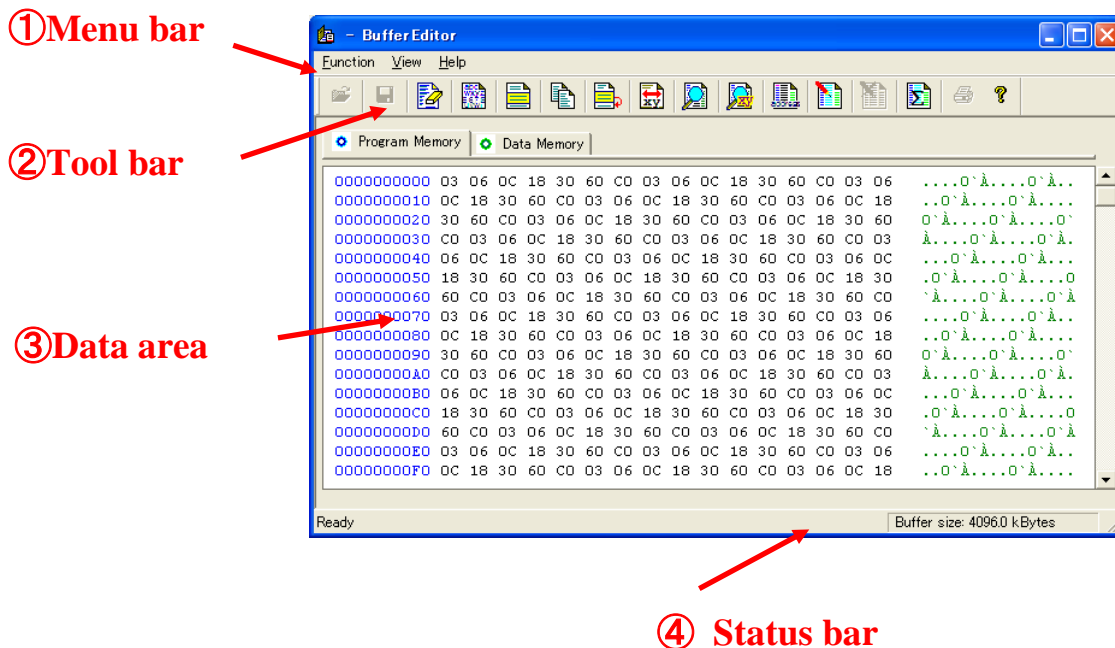 ①Menu bar
- BufferEditor
Function View Help
②Tool bar
Program Memory Data Memory
0000000000 03 06 0C 18 30 60 C0 03 06 0C 18 30 60 C0 03 06 ....0`À....0`À..
0000000010 0C 18 30 60 C0 03 06 0C 18 30 60 C0 03 06 0C 18 ..0`À....0`À....
0000000020 30 60 C0 03 06 0C 18 30 60 C0 03 06 0C 18 30 60 0`À....0`À....0`
0000000030 C0 03 06 0C 18 30 60 C0 03 06 0C 18 30 60 C0 03 À....0`À....0`À.
0000000040 06 0C 18 30 60 C0 03 06 0C 18 30 60 C0 03 06 0C ...0`À....0`À...
0000000050 18 30 60 C0 03 06 0C 18 30 60 C0 03 06 0C 18 30 .0`À....0`À....0
0000000060 60 C0 03 06 0C 18 30 60 C0 03 06 0C 18 30 60 C0 `À....0`À....0`À
0000000070 03 06 0C 18 30 60 C0 03 06 0C 18 30 60 C0 03 06 ....0`À....0`À..
③Data area
0000000080 0C 18 30 60 C0 03 06 0C 18 30 60 C0 03 06 0C 18 ..0`À....0`À....
0000000090 30 60 C0 03 06 0C 18 30 60 C0 03 06 0C 18 30 60 0`À....0`À....0`
00000000A0 C0 03 06 0C 18 30 60 C0 03 06 0C 18 30 60 C0 03 À....0`À....0`À.
00000000B0 06 0C 18 30 60 C0 03 06 0C 18 30 60 C0 03 06 0C ...0`À....0`À...
00000000C0 18 30 60 C0 03 06 0C 18 30 60 C0 03 06 0C 18 30 .0`À....0`À....0
00000000D0 60 C0 03 06 0C 18 30 60 C0 03 06 0C 18 30 60 C0 `À....0`À....0`À
00000000E0 03 06 0C 18 30 60 C0 03 06 0C 18 30 60 C0 03 06 ....0`À....0`À..
00000000F0 0C 18 30 60 C0 03 06 0C 18 30 60 C0 03 06 0C 18 ..0`À....0`À....
Ready Buffer size: 4096.0 kBytes
④ Status bar